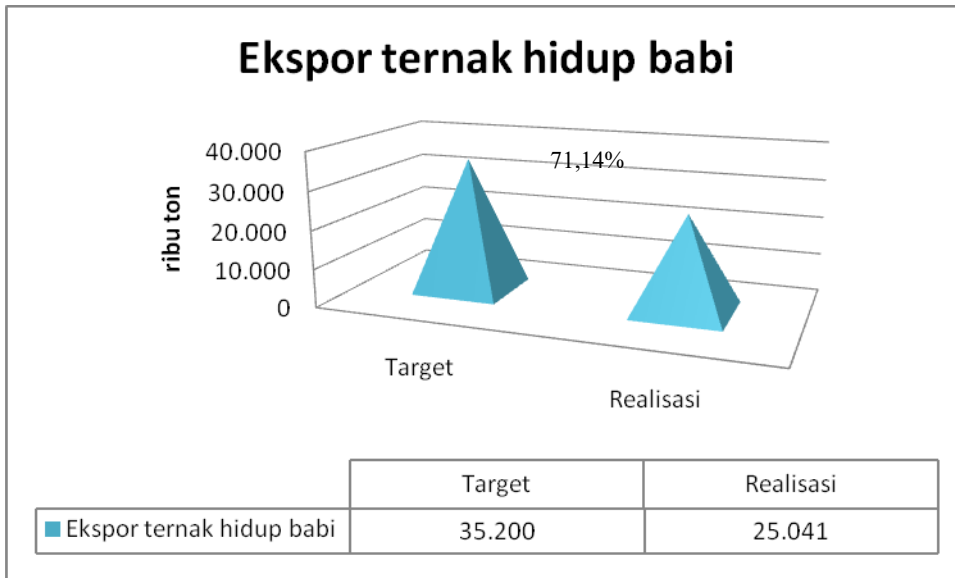 Ekspor ternak hidup babi
71,14%
40.000
30.000
20.000
10.000
0
ribu ton
Target
Realisasi
Target Realisasi
Ekspor ternak hidup babi 35.200 25.041